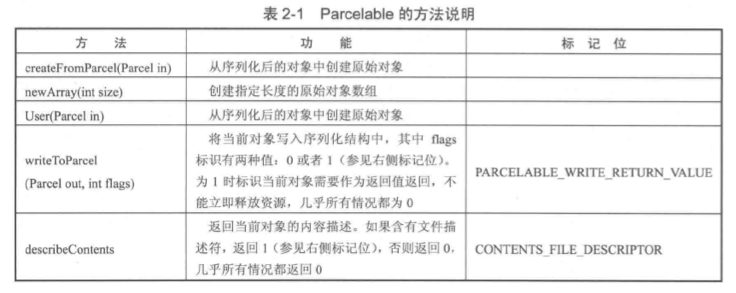 表 2-1 Parcelable 的方法说明
方 法 功 能 标 记 位
createFromParcel(Parcel in) 从序列化后的对象中创建原始对象
newArray(int size) 创建指定长度的原始对象数组
User(Parcel in) 从序列化后的对象中创建原始对象
writeToParcel
(Parcel out, int flags)
将当前对象写入序列化结构中，其中 flags
标识有两种值：0 或者 1（参见右侧标记位）。
为 1 时标识当前对象需要作为返回值返回，不
能立即释放资源，几乎所有情况都为 0
PARCELABLE_WRITE_RETURN_VALUE
describeContents
返回当前对象的内容描述。如果含有文件描
述符，返回 1（参见右侧标记位），否则返回 0，
几乎所有情况都返回 0
CONTENTS_FILE_DESCRIPTOR